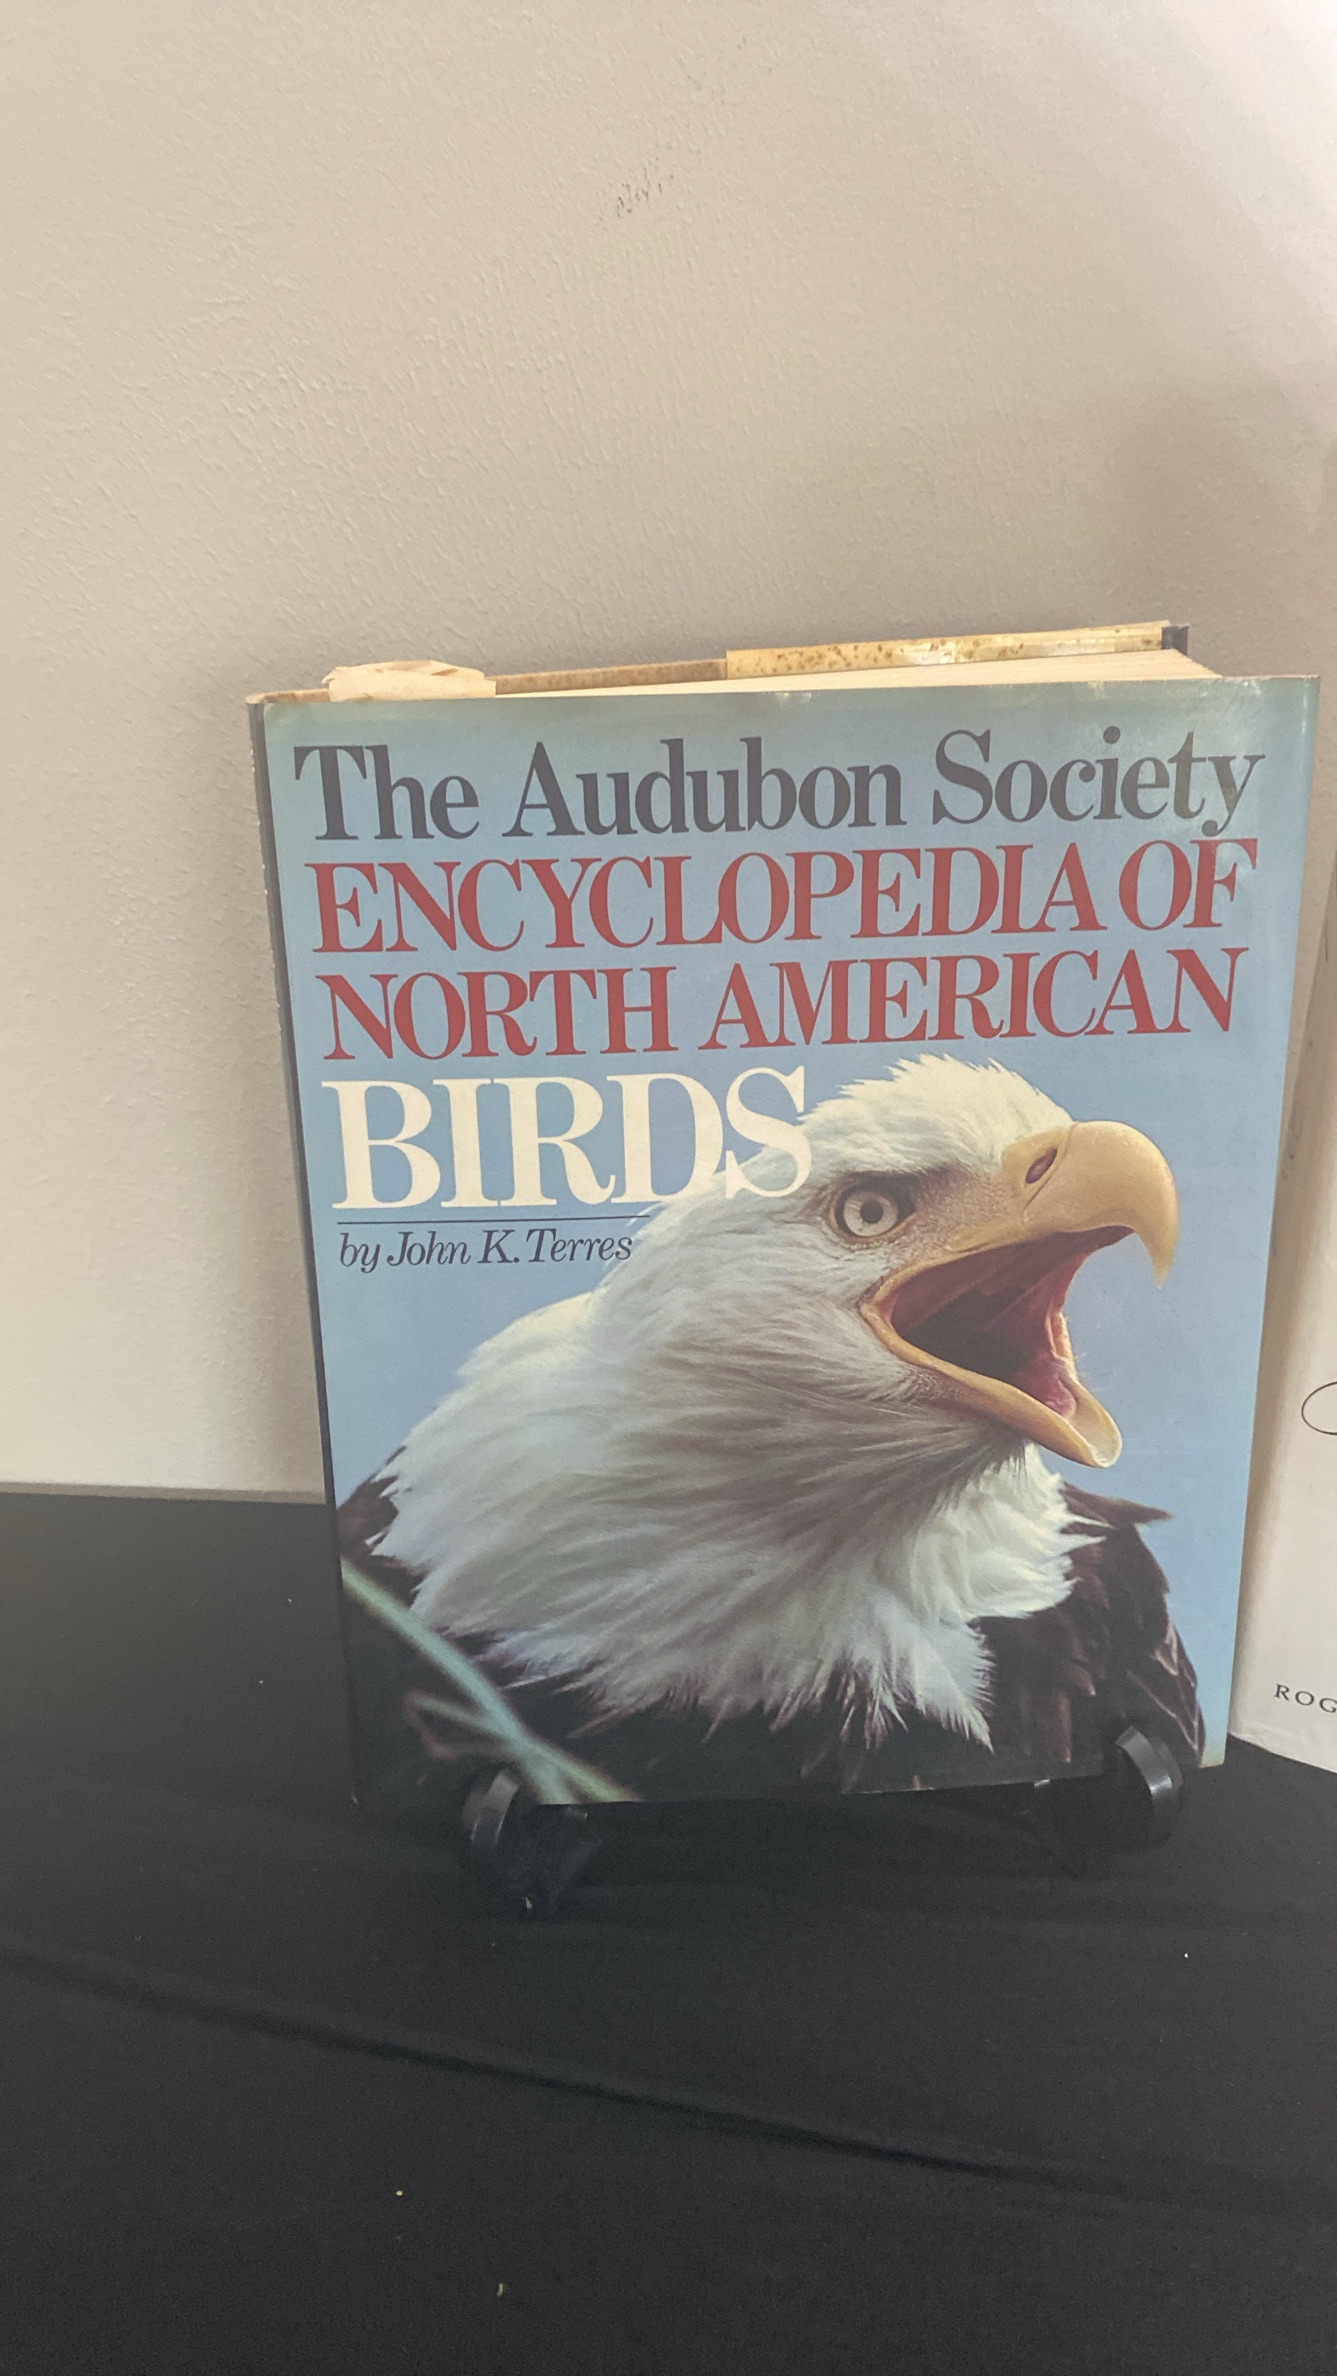 The Audubon Society
ENCYCLOPEDIA OF
NORTH AMERICAN
BIRDS
by John K. Terres